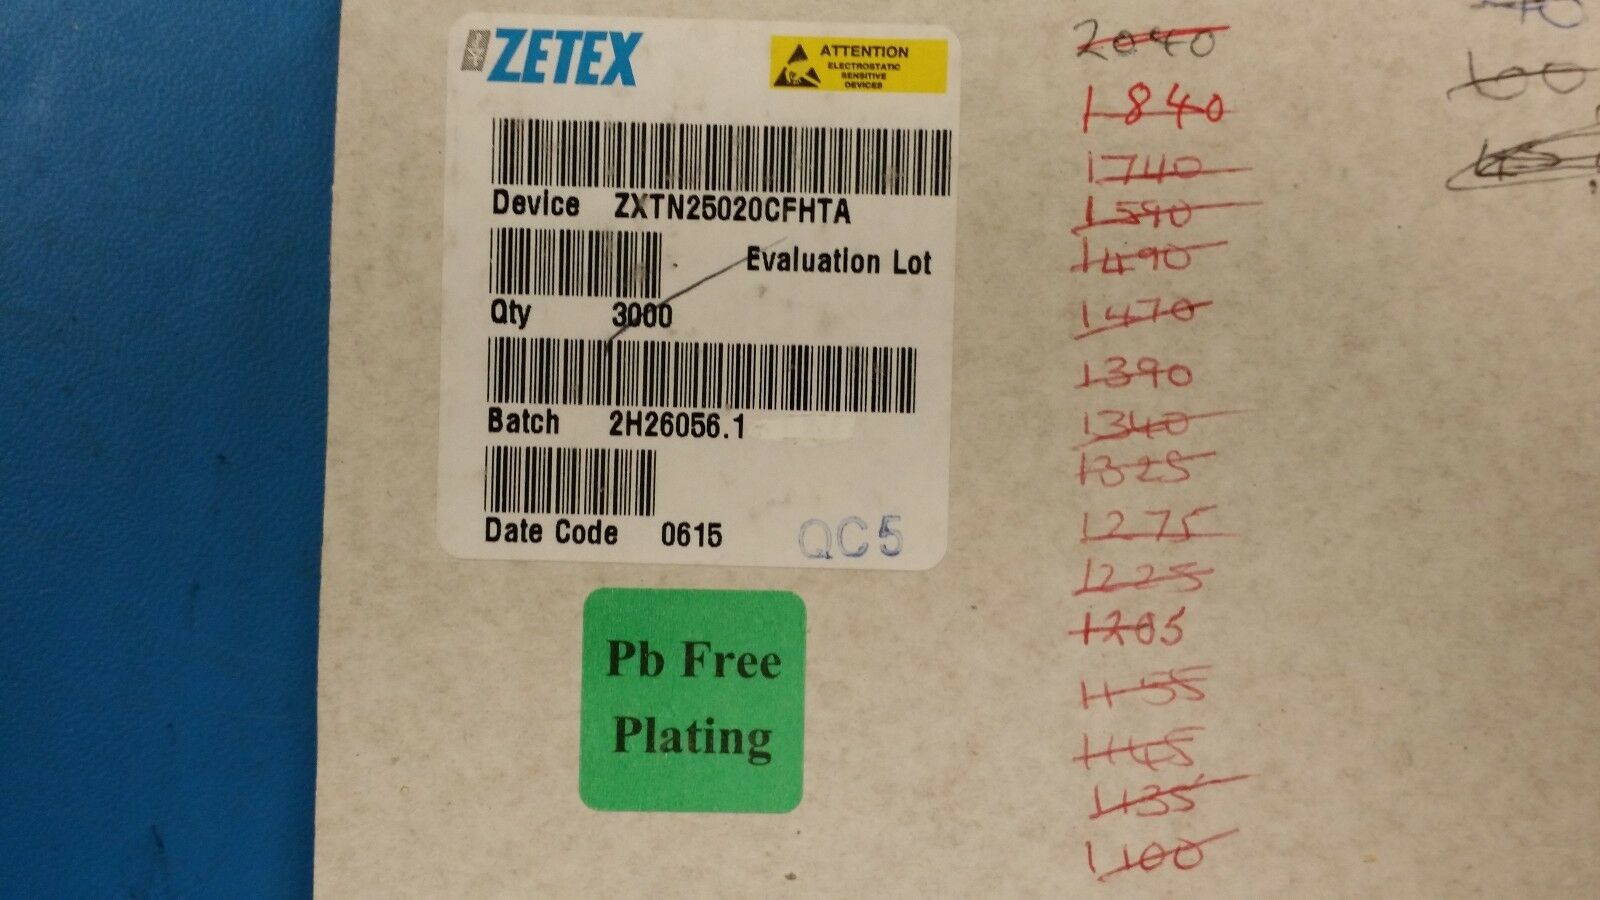 ZETEX
ATTENTION
ELECTROSTATIC
SENSITIVE
DEVICES
Device ZXTN25020CFHTA
Evaluation Lot
Qty 3000
Batch 2H26056.1
Date Code 0615
QC5
Pb Free
Plating
2040
1840
1740
1590
1490
1470
1390
1340
1325
1275
1225
1205
1155
1145
1135
1100
100